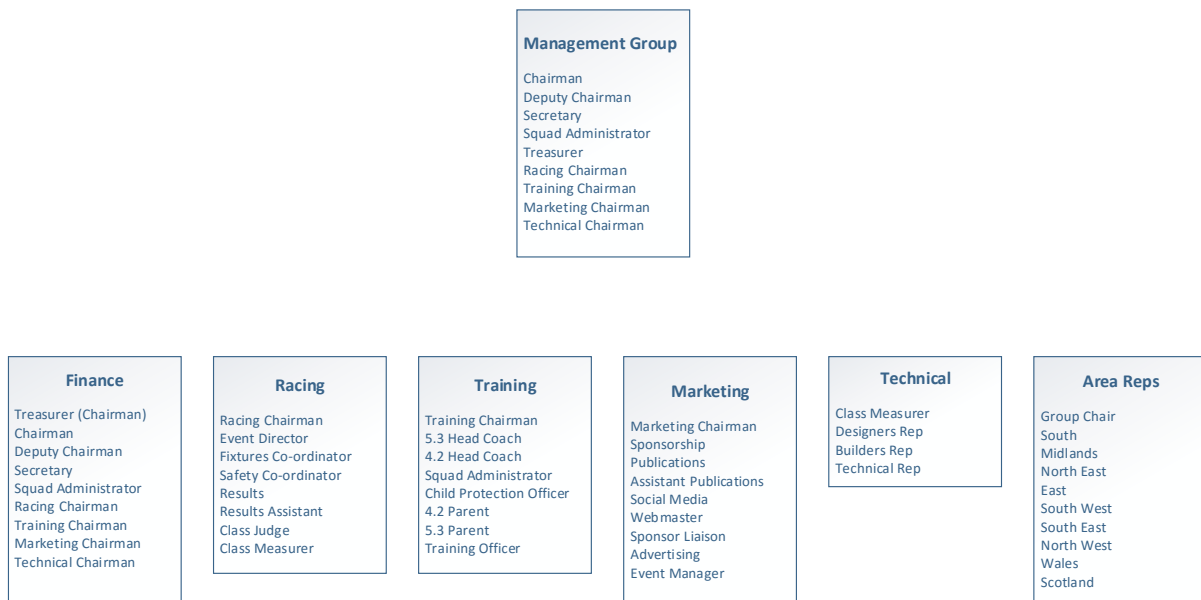 Management Group
Chairman
Deputy Chairman
Secretary
Squad Administrator
Treasurer
Racing Chairman
Training Chairman
Marketing Chairman
Technical Chairman
Finance
Treasurer (Chairman)
Chairman
Deputy Chairman
Secretary
Squad Administrator
Racing Chairman
Training Chairman
Marketing Chairman
Technical Chairman
Racing
Racing Chairman
Event Director
Fixtures Co-ordinator
Safety Co-ordinator
Results
Results Assistant
Class Judge
Class Measurer
Training
Training Chairman
5.3 Head Coach
4.2 Head Coach
Squad Administrator
Child Protection Officer
4.2 Parent
5.3 Parent
Training Officer
Marketing
Marketing Chairman
Sponsorship
Publications
Assistant Publications
Social Media
Webmaster
Sponsor Liaison
Advertising
Event Manager
Technical
Class Measurer
Designers Rep
Builders Rep
Technical Rep
Area Reps
Group Chair
South
Midlands
North East
East
South West
South East
North West
Wales
Scotland